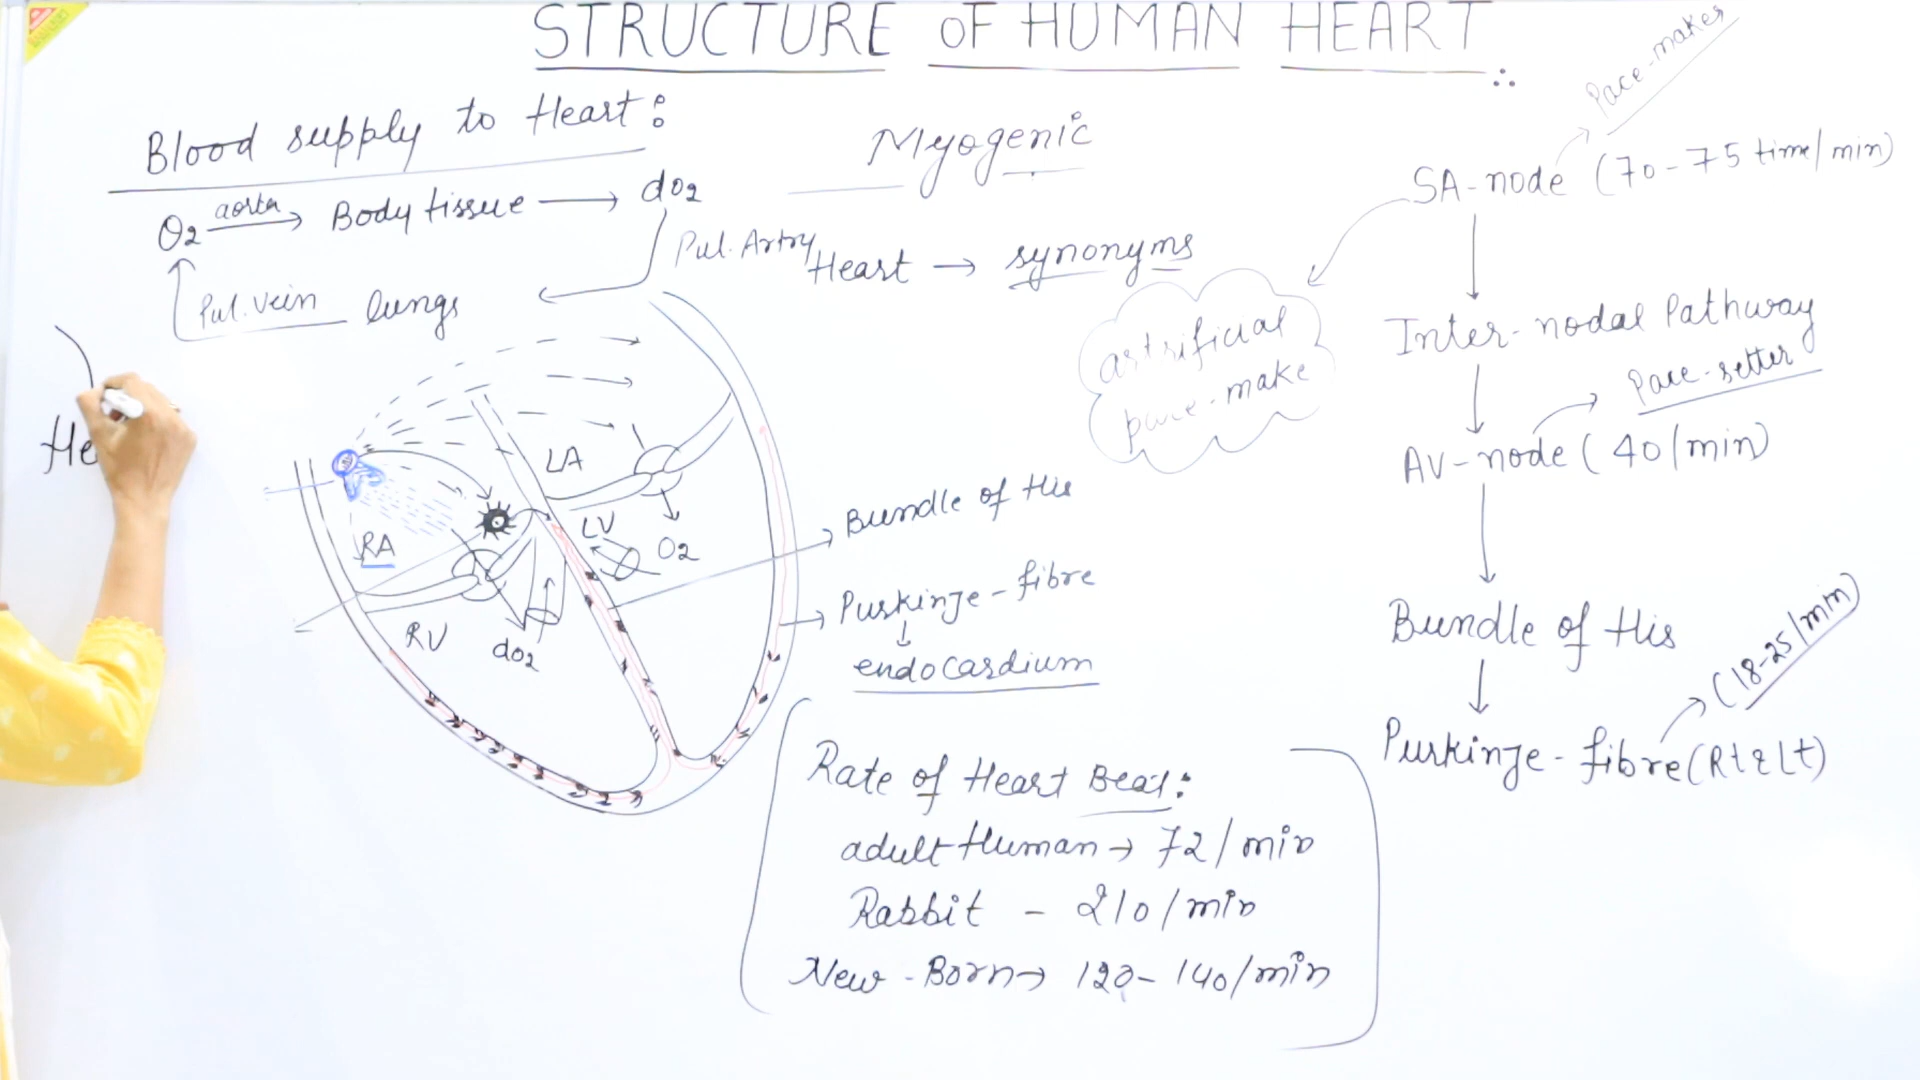 STRUCTURE OF HUMAN HEART
Blood supply to Heart:
O2 aorta Body tissue → dO2
Pul. Artry
Pul. vein lungs
Myogenic
Heart → synonyms
He
artrificial
pace-make
Pace-maker
SA-node (70-75 time/min)
Inter-nodal Pathway
Pace-setter
AV-node (40/min)
Bundle of His
(18-25/min)
Purkinje-fibre (Rt & Lt)
LA
LV
O2
RA
RV
dO2
Bundle of His
Purkinje-fibre
endocardium
Rate of Heart Beat:
adult Human → 72/min
Rabbit - 210/min
New-Born → 120-140/min